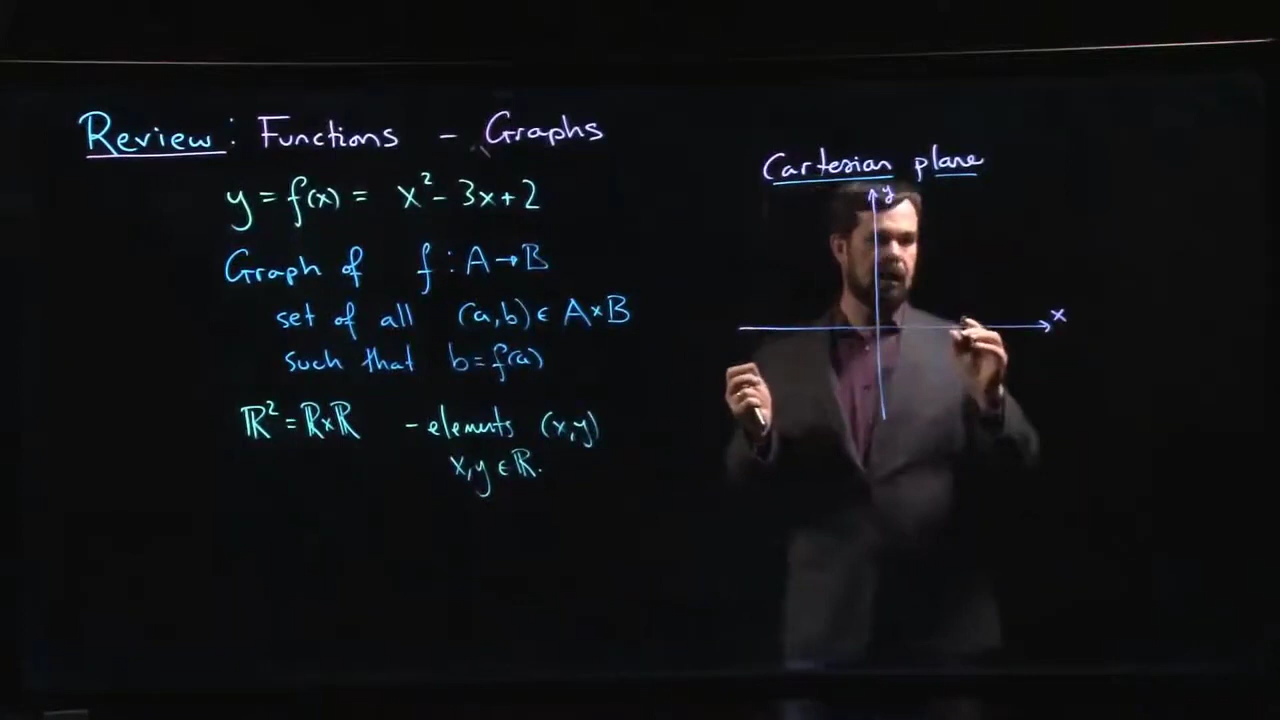 Review: Functions - Graphs
y = f(x) = x² - 3x + 2
Graph of f : A → B
set of all (a,b) ∈ A × B
such that b = f(a)
ℝ² = ℝ×ℝ - elements (x,y)
x,y ∈ ℝ.
Cartesian plane
y
x